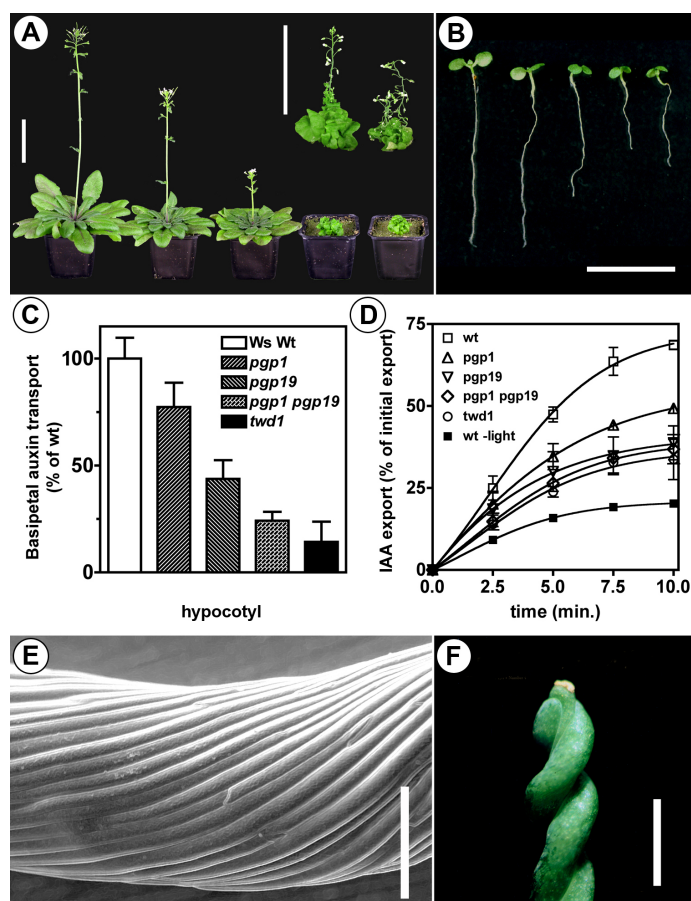 A
B
C
Basipetal auxin transport
(% of wt)
100
50
0
Ws Wt
pgp1
pgp19
pgp1 pgp19
twd1
hypocotyl
D
IAA export (% of initial export)
75
50
25
0
wt
pgp1
pgp19
pgp1 pgp19
twd1
wt -light
0.0 2.5 5.0 7.5 10.0
time (min.)
E
F